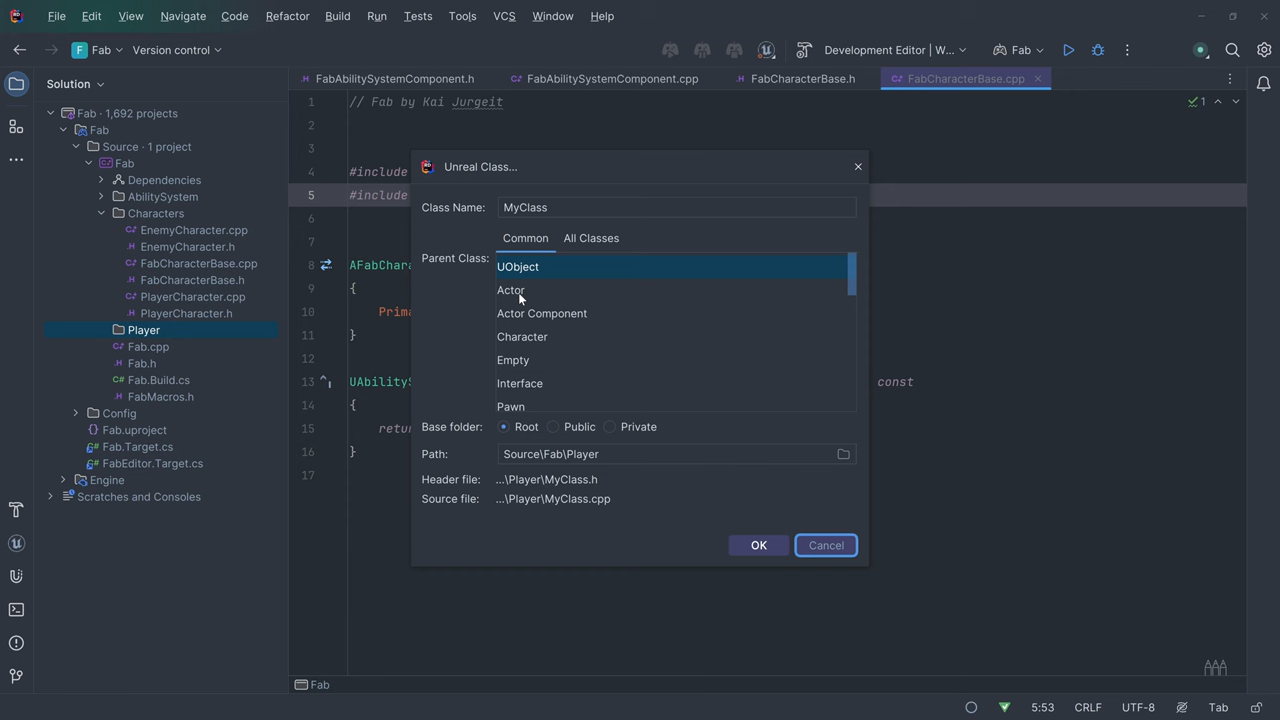 File Edit View Navigate Code Refactor Build Run Tests Tools VCS Window Help
F Fab Version control Development Editor | W... Fab
Solution
FabAbilitySystemComponent.h FabAbilitySystemComponent.cpp FabCharacterBase.h FabCharacterBase.cpp
Fab · 1,692 projects
Fab
Source · 1 project
Fab
Dependencies
AbilitySystem
Characters
EnemyCharacter.cpp
EnemyCharacter.h
FabCharacterBase.cpp
FabCharacterBase.h
PlayerCharacter.cpp
PlayerCharacter.h
Player
Fab.cpp
Fab.h
Fab.Build.cs
FabMacros.h
Config
Fab.uproject
Fab.Target.cs
FabEditor.Target.cs
Engine
Scratches and Consoles
1 // Fab by Kai Jurgeit
2
3
4 #include
5 #include
6
7
8 AFabChara
9 {
10 Prima
11 }
12
13 UAbilityS const
14 {
15 retur
16 }
17
1
Unreal Class...
Class Name: MyClass
Common All Classes
Parent Class:
UObject
Actor
Actor Component
Character
Empty
Interface
Pawn
Base folder: Root Public Private
Path: Source\Fab\Player
Header file: ...\Player\MyClass.h
Source file: ...\Player\MyClass.cpp
OK Cancel
Fab
5:53 CRLF UTF-8 Tab